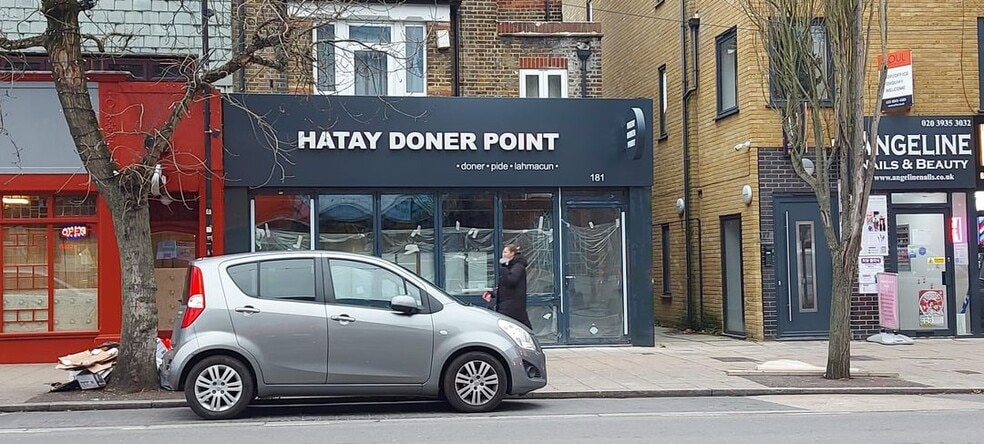 HATAY DONER POINT
• doner • pide • lahmacun •
181
OPEN
020 3935 3032
ANGELINE
NAILS & BEAUTY
www.angelinenails.co.uk